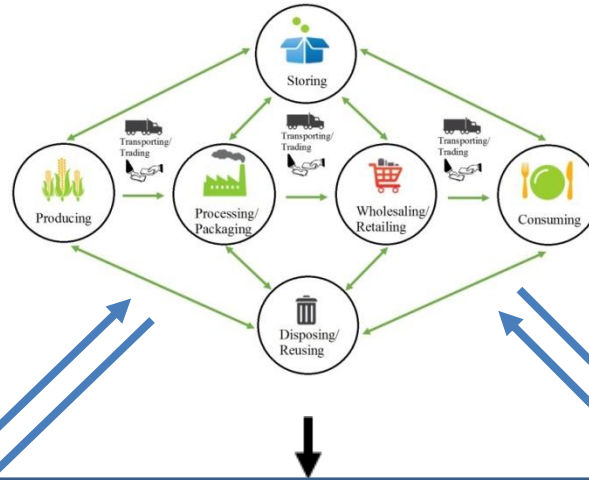 Storing
Transporting/
Trading
Transporting/
Trading
Transporting/
Trading
Producing
Processing/
Packaging
Wholesaling/
Retailing
Consuming
Disposing/
Reusing